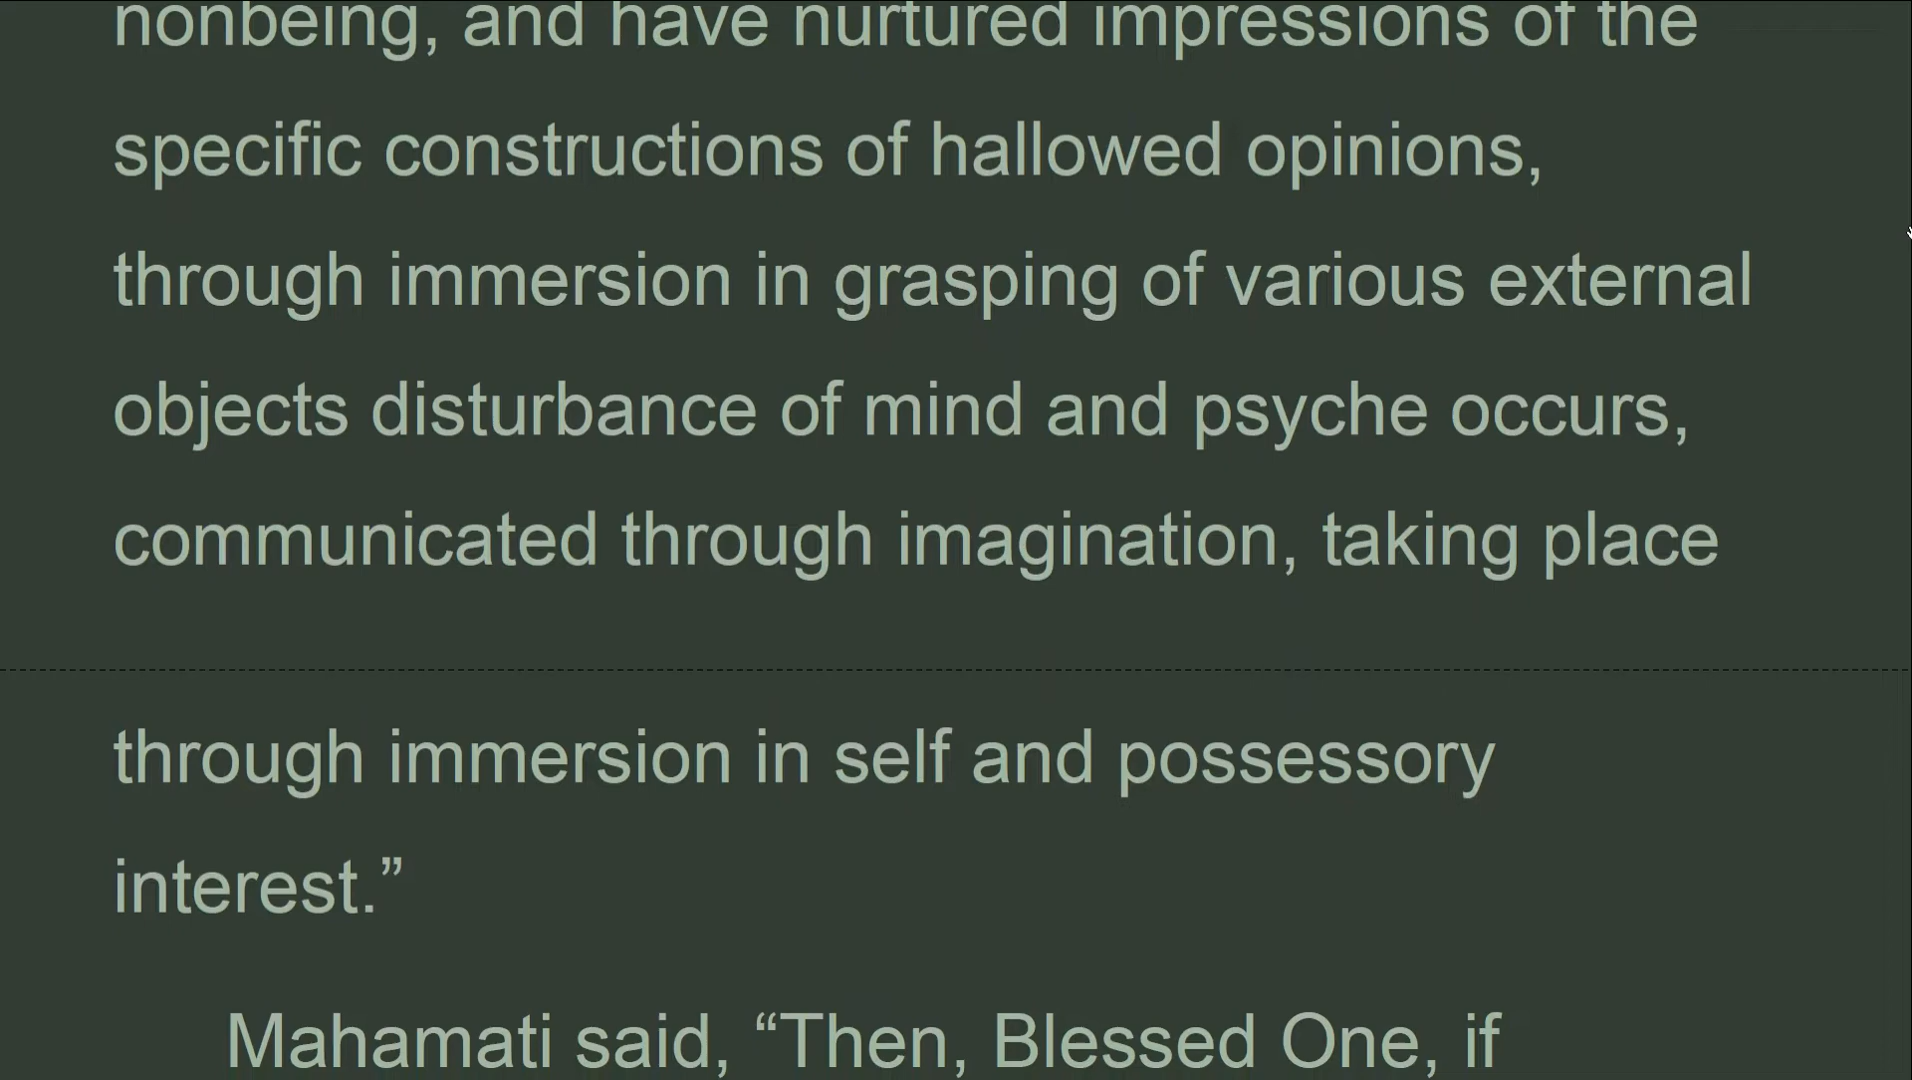 nonbeing, and have nurtured impressions of the
specific constructions of hallowed opinions,
through immersion in grasping of various external
objects disturbance of mind and psyche occurs,
communicated through imagination, taking place
through immersion in self and possessory
interest.”
Mahamati said, “Then, Blessed One, if